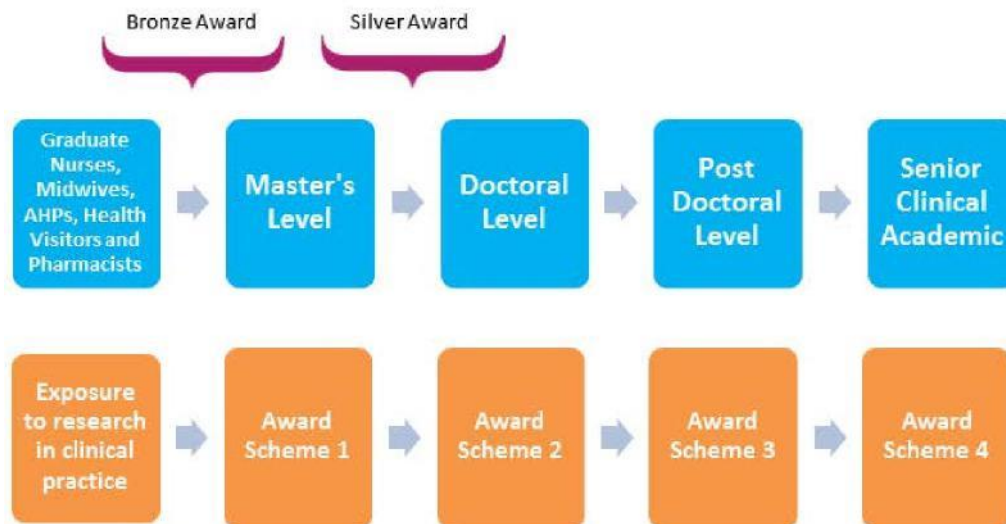 Bronze Award
Silver Award
Graduate
Nurses,
Midwives,
AHPs, Health
Visitors and
Pharmacists
Master's
Level
Doctoral
Level
Post
Doctoral
Level
Senior
Clinical
Academic
Exposure
to research
in clinical
practice
Award
Scheme 1
Award
Scheme 2
Award
Scheme 3
Award
Scheme 4